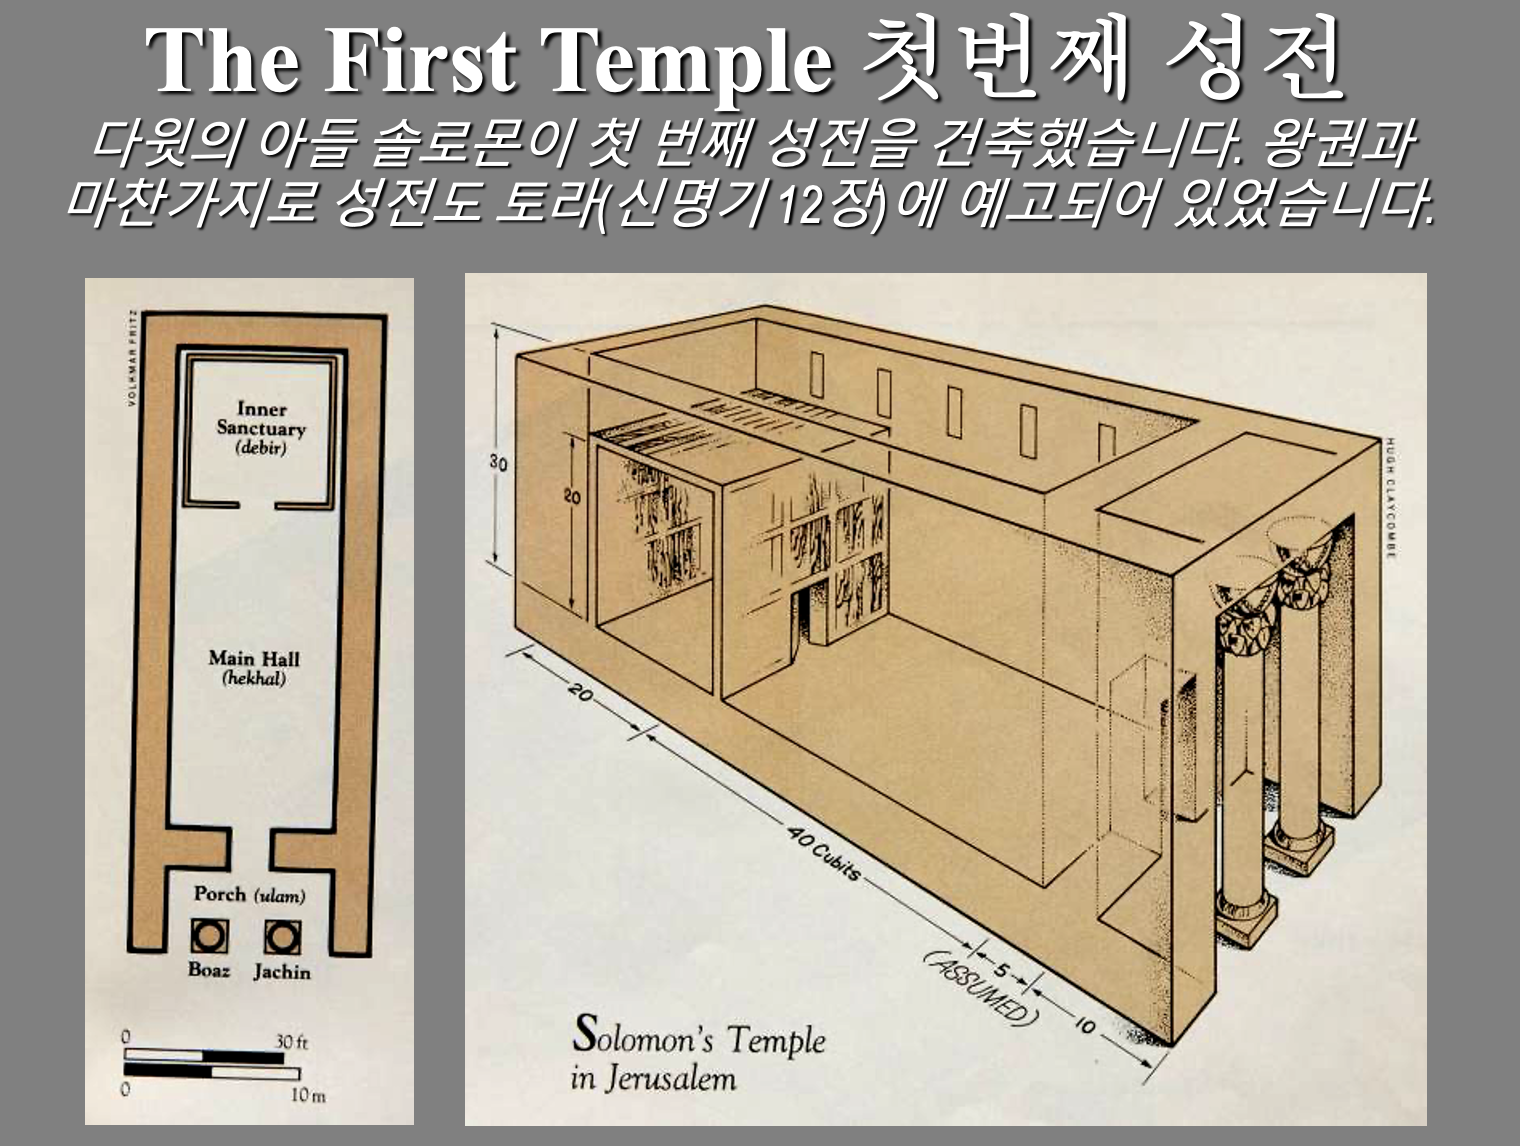 The First Temple 첫번째 성전
다윗의 아들 솔로몬이 첫 번째 성전을 건축했습니다. 왕권과
마찬가지로 성전도 토라(신명기 12장)에 예고되어 있었습니다.
VOLKMAR FRITZ
Inner
Sanctuary
(debir)
Main Hall
(hekhal)
Porch (ulam)
Boaz Jachin
0 30 ft
0 10 m
30
20
20
40 Cubits
5
(ASSUMED)
10
HUGH CLAYCOMBE
Solomon's Temple
in Jerusalem